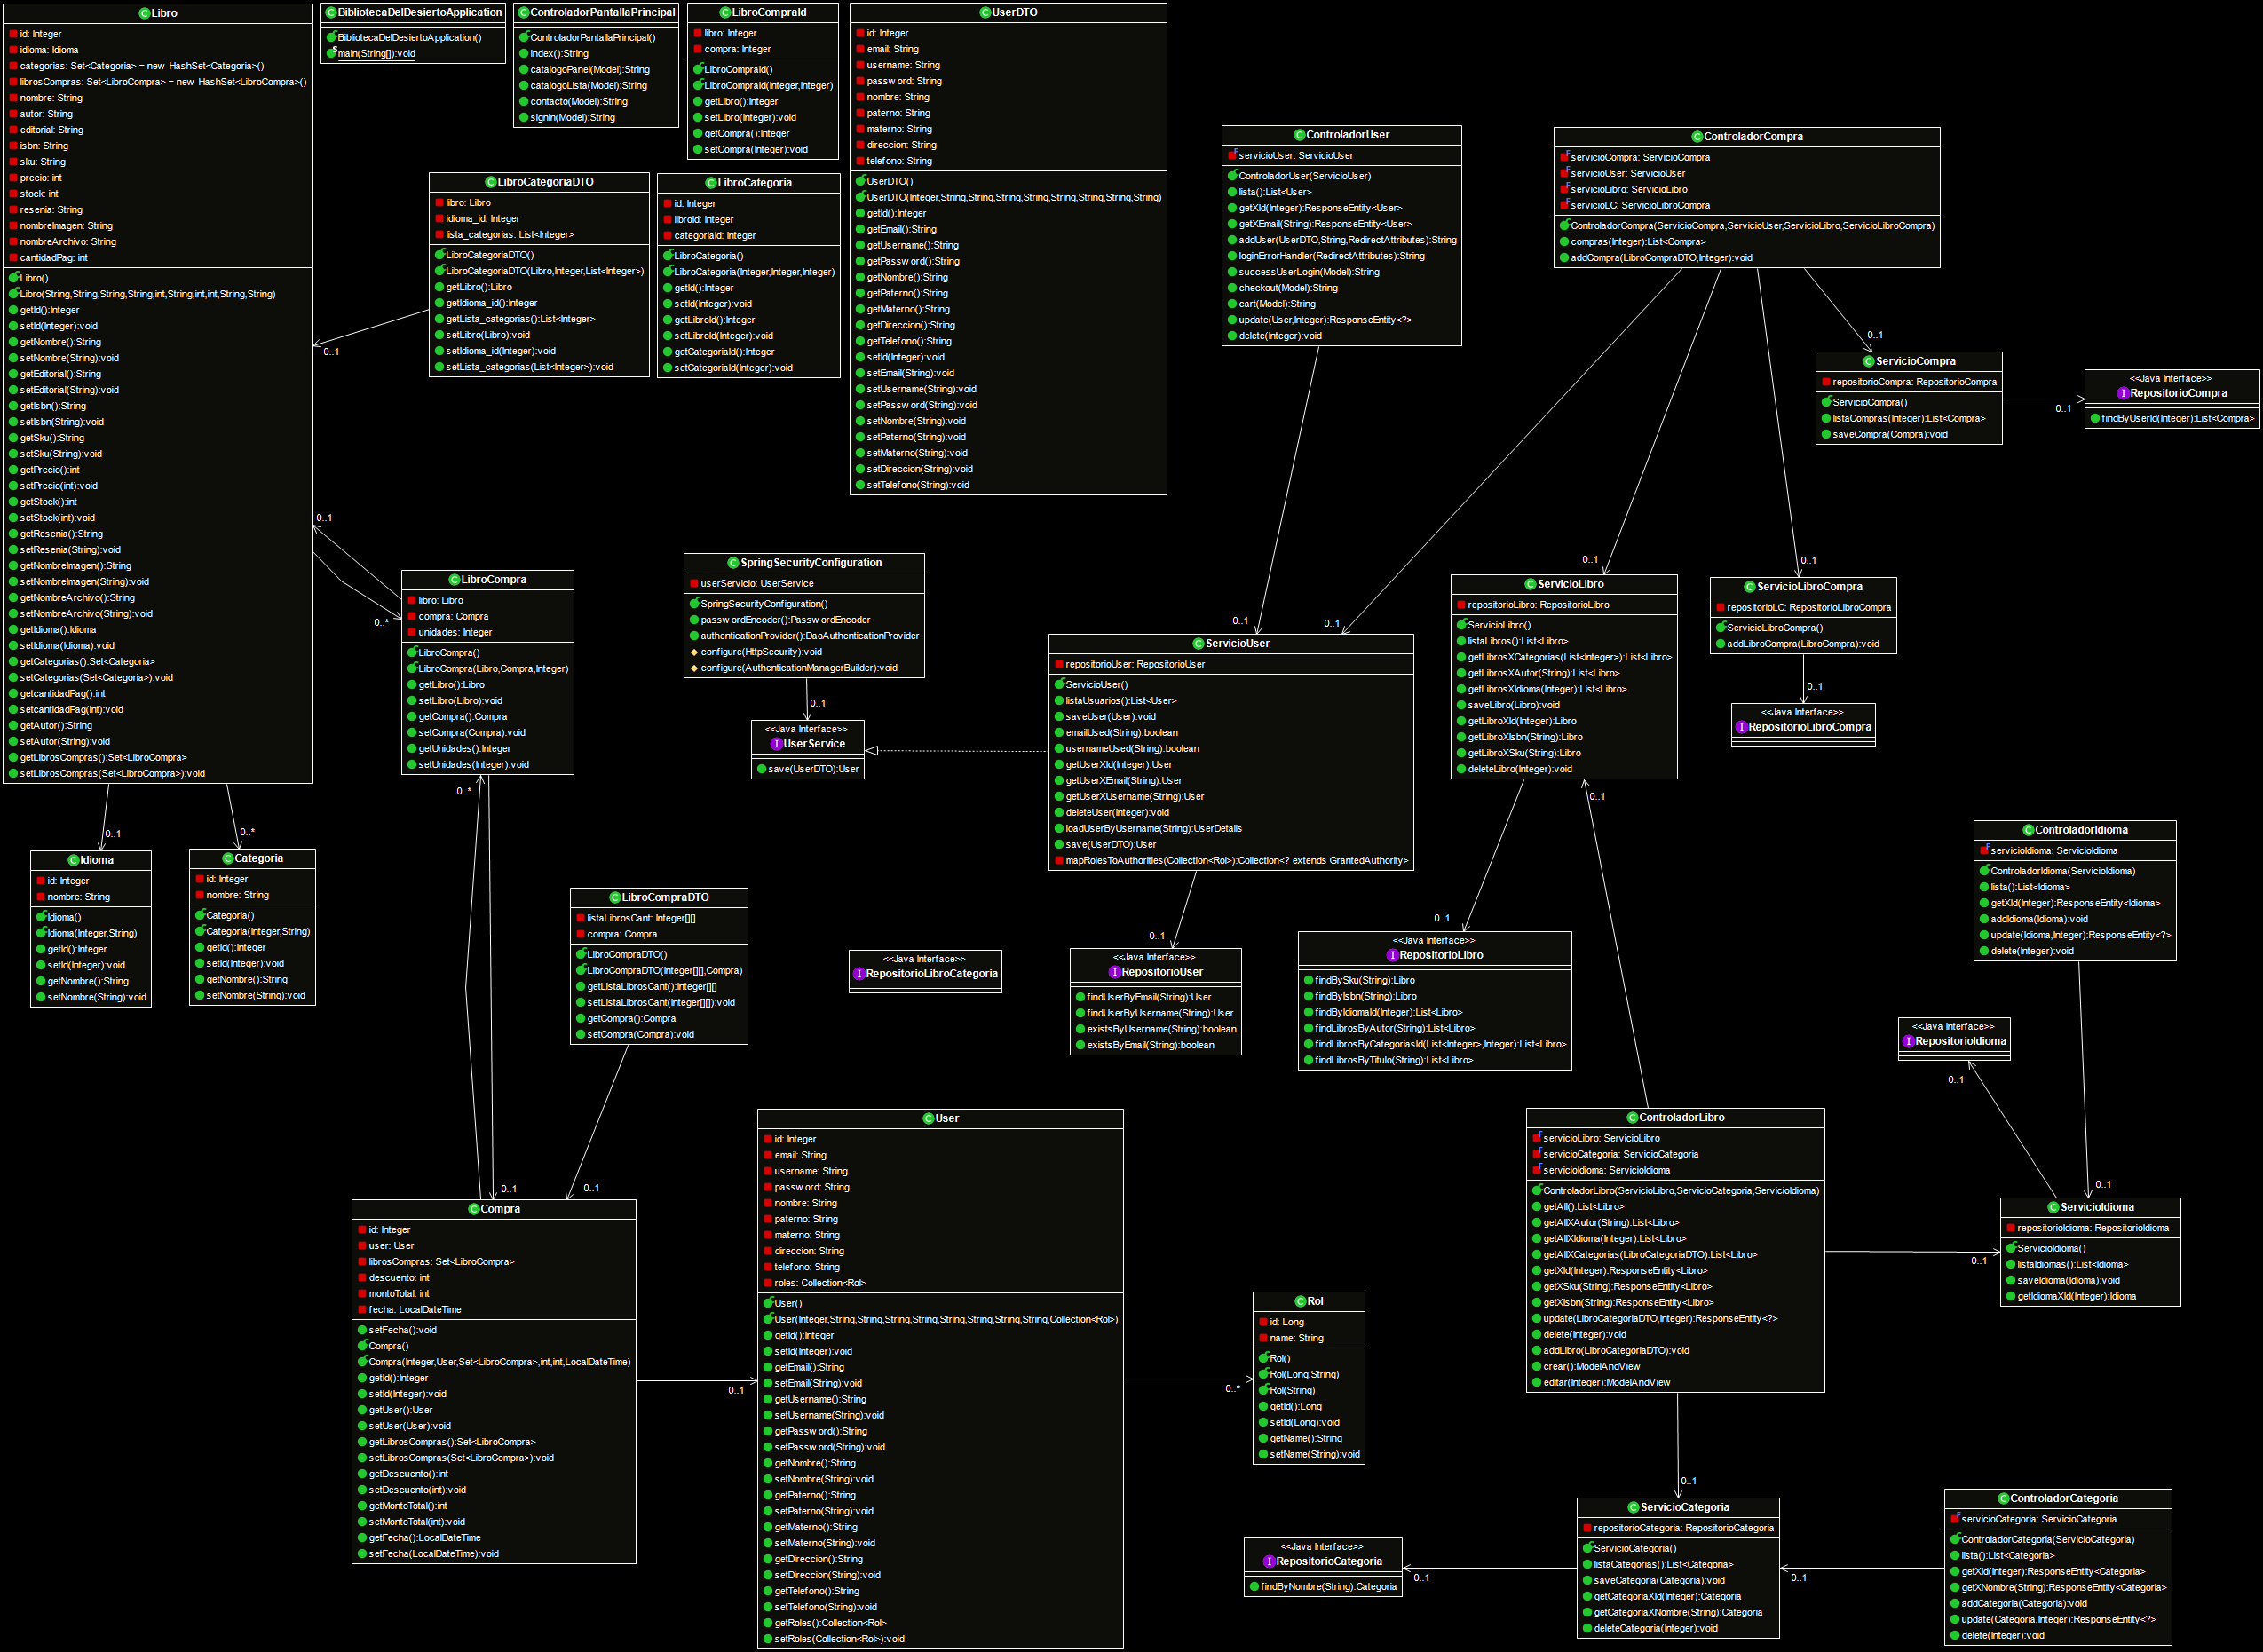 Libro
id: Integer
idioma: Idioma
categorias: Set<Categoria> = new HashSet<Categoria>()
librosCompras: Set<LibroCompra> = new HashSet<LibroCompra>()
nombre: String
autor: String
editorial: String
isbn: String
sku: String
precio: int
stock: int
resenia: String
nombreImagen: String
nombreArchivo: String
cantidadPag: int
Libro()
Libro(String,String,String,String,int,String,int,int,String,String)
getId():Integer
setId(Integer):void
getNombre():String
setNombre(String):void
getEditorial():String
setEditorial(String):void
getIsbn():String
setIsbn(String):void
getSku():String
setSku(String):void
getPrecio():int
setPrecio(int):void
getStock():int
setStock(int):void
getResenia():String
setResenia(String):void
getNombreImagen():String
setNombreImagen(String):void
getNombreArchivo():String
setNombreArchivo(String):void
getIdioma():Idioma
setIdioma(Idioma):void
getCategorias():Set<Categoria>
setCategorias(Set<Categoria>):void
getcantidadPag():int
setcantidadPag(int):void
getAutor():String
setAutor(String):void
getLibrosCompras():Set<LibroCompra>
setLibrosCompras(Set<LibroCompra>):void
BibliotecaDelDesiertoApplication
BibliotecaDelDesiertoApplication()
main(String[]):void
ControladorPantallaPrincipal
ControladorPantallaPrincipal()
index():String
catalogoPanel(Model):String
catalogoLista(Model):String
contacto(Model):String
signin(Model):String
LibroCompraId
libro: Integer
compra: Integer
LibroCompraId()
LibroCompraId(Integer,Integer)
getLibro():Integer
setLibro(Integer):void
getCompra():Integer
setCompra(Integer):void
UserDTO
id: Integer
email: String
username: String
passw ord: String
nombre: String
paterno: String
materno: String
direccion: String
telefono: String
UserDTO()
UserDTO(Integer,String,String,String,String,String,String,String,String)
getId():Integer
getEmail():String
getUsername():String
getPassw ord():String
getNombre():String
getPaterno():String
getMaterno():String
getDireccion():String
getTelefono():String
setId(Integer):void
setEmail(String):void
setUsername(String):void
setPassw ord(String):void
setNombre(String):void
setPaterno(String):void
setMaterno(String):void
setDireccion(String):void
setTelefono(String):void
LibroCategoriaDTO
libro: Libro
idioma_id: Integer
lista_categorias: List<Integer>
LibroCategoriaDTO()
LibroCategoriaDTO(Libro,Integer,List<Integer>)
getLibro():Libro
getIdioma_id():Integer
getLista_categorias():List<Integer>
setLibro(Libro):void
setIdioma_id(Integer):void
setLista_categorias(List<Integer>):void
0..1
LibroCategoria
id: Integer
libroId: Integer
categoriaId: Integer
LibroCategoria()
LibroCategoria(Integer,Integer,Integer)
getId():Integer
setId(Integer):void
getLibroId():Integer
setLibroId(Integer):void
getCategoriaId():Integer
setCategoriaId(Integer):void
ControladorUser
servicioUser: ServicioUser
ControladorUser(ServicioUser)
lista():List<User>
getXId(Integer):ResponseEntity<User>
getXEmail(String):ResponseEntity<User>
addUser(UserDTO,String,RedirectAttributes):String
loginErrorHandler(RedirectAttributes):String
successUserLogin(Model):String
checkout(Model):String
cart(Model):String
update(User,Integer):ResponseEntity<?>
delete(Integer):void
ControladorCompra
servicioCompra: ServicioCompra
servicioUser: ServicioUser
servicioLibro: ServicioLibro
servicioLC: ServicioLibroCompra
ControladorCompra(ServicioCompra,ServicioUser,ServicioLibro,ServicioLibroCompra)
compras(Integer):List<Compra>
addCompra(LibroCompraDTO,Integer):void
0..1
ServicioCompra
repositorioCompra: RepositorioCompra
ServicioCompra()
listaCompras(Integer):List<Compra>
saveCompra(Compra):void
0..1
<<Java Interface>>
RepositorioCompra
findByUserId(Integer):List<Compra>
0..1
0..*
LibroCompra
libro: Libro
compra: Compra
unidades: Integer
LibroCompra()
LibroCompra(Libro,Compra,Integer)
getLibro():Libro
setLibro(Libro):void
getCompra():Compra
setCompra(Compra):void
getUnidades():Integer
setUnidades(Integer):void
0..*
SpringSecurityConfiguration
userServicio: UserService
SpringSecurityConfiguration()
passw ordEncoder():Passw ordEncoder
authenticationProvider():DaoAuthenticationProvider
configure(HttpSecurity):void
configure(AuthenticationManagerBuilder):void
0..1
<<Java Interface>>
UserService
save(UserDTO):User
0..1
0..1
ServicioUser
repositorioUser: RepositorioUser
ServicioUser()
listaUsuarios():List<User>
saveUser(User):void
emailUsed(String):boolean
usernameUsed(String):boolean
getUserXId(Integer):User
getUserXEmail(String):User
getUserXUsername(String):User
deleteUser(Integer):void
loadUserByUsername(String):UserDetails
save(UserDTO):User
mapRolesToAuthorities(Collection<Rol>):Collection<? extends GrantedAuthority>
0..1
ServicioLibro
repositorioLibro: RepositorioLibro
ServicioLibro()
listaLibros():List<Libro>
getLibrosXCategorias(List<Integer>):List<Libro>
getLibrosXAutor(String):List<Libro>
getLibrosXIdioma(Integer):List<Libro>
saveLibro(Libro):void
getLibroXId(Integer):Libro
getLibroXIsbn(String):Libro
getLibroXSku(String):Libro
deleteLibro(Integer):void
0..1
0..1
ServicioLibroCompra
repositorioLC: RepositorioLibroCompra
ServicioLibroCompra()
addLibroCompra(LibroCompra):void
0..1
<<Java Interface>>
RepositorioLibroCompra
0..1
Idioma
id: Integer
nombre: String
Idioma()
Idioma(Integer,String)
getId():Integer
setId(Integer):void
getNombre():String
setNombre(String):void
0..*
Categoria
id: Integer
nombre: String
Categoria()
Categoria(Integer,String)
getId():Integer
setId(Integer):void
getNombre():String
setNombre(String):void
LibroCompraDTO
listaLibrosCant: Integer[][]
compra: Compra
LibroCompraDTO()
LibroCompraDTO(Integer[][],Compra)
getListaLibrosCant():Integer[][]
setListaLibrosCant(Integer[][]):void
getCompra():Compra
setCompra(Compra):void
<<Java Interface>>
RepositorioLibroCategoria
0..1
<<Java Interface>>
RepositorioUser
findUserByEmail(String):User
findUserByUsername(String):User
existsByUsername(String):boolean
existsByEmail(String):boolean
0..1
<<Java Interface>>
RepositorioLibro
findBySku(String):Libro
findByIsbn(String):Libro
findByIdiomaId(Integer):List<Libro>
findLibrosByAutor(String):List<Libro>
findLibrosByCategoriasId(List<Integer>,Integer):List<Libro>
findLibrosByTitulo(String):List<Libro>
ControladorIdioma
servicioIdioma: ServicioIdioma
ControladorIdioma(ServicioIdioma)
lista():List<Idioma>
getXId(Integer):ResponseEntity<Idioma>
addIdioma(Idioma):void
update(Idioma,Integer):ResponseEntity<?>
delete(Integer):void
<<Java Interface>>
RepositorioIdioma
0..1
0..1
0..1
Compra
id: Integer
user: User
librosCompras: Set<LibroCompra>
descuento: int
montoTotal: int
fecha: LocalDateTime
setFecha():void
Compra()
Compra(Integer,User,Set<LibroCompra>,int,int,LocalDateTime)
getId():Integer
setId(Integer):void
getUser():User
setUser(User):void
getLibrosCompras():Set<LibroCompra>
setLibrosCompras(Set<LibroCompra>):void
getDescuento():int
setDescuento(int):void
getMontoTotal():int
setMontoTotal(int):void
getFecha():LocalDateTime
setFecha(LocalDateTime):void
0..1
User
id: Integer
email: String
username: String
passw ord: String
nombre: String
paterno: String
materno: String
direccion: String
telefono: String
roles: Collection<Rol>
User()
User(Integer,String,String,String,String,String,String,String,String,Collection<Rol>)
getId():Integer
setId(Integer):void
getEmail():String
setEmail(String):void
getUsername():String
setUsername(String):void
getPassw ord():String
setPassw ord(String):void
getNombre():String
setNombre(String):void
getPaterno():String
setPaterno(String):void
getMaterno():String
setMaterno(String):void
getDireccion():String
setDireccion(String):void
getTelefono():String
setTelefono(String):void
getRoles():Collection<Rol>
setRoles(Collection<Rol>):void
0..*
Rol
id: Long
name: String
Rol()
Rol(Long,String)
Rol(String)
getId():Long
setId(Long):void
getName():String
setName(String):void
ControladorLibro
servicioLibro: ServicioLibro
servicioCategoria: ServicioCategoria
servicioIdioma: ServicioIdioma
ControladorLibro(ServicioLibro,ServicioCategoria,ServicioIdioma)
getAll():List<Libro>
getAllXAutor(String):List<Libro>
getAllXIdioma(Integer):List<Libro>
getAllXCategorias(LibroCategoriaDTO):List<Libro>
getXId(Integer):ResponseEntity<Libro>
getXSku(String):ResponseEntity<Libro>
getXIsbn(String):ResponseEntity<Libro>
update(LibroCategoriaDTO,Integer):ResponseEntity<?>
delete(Integer):void
addLibro(LibroCategoriaDTO):void
crear():ModelAndView
editar(Integer):ModelAndView
0..1
0..1
ServicioIdioma
repositorioIdioma: RepositorioIdioma
ServicioIdioma()
listaIdiomas():List<Idioma>
saveIdioma(Idioma):void
getIdiomaXId(Integer):Idioma
0..1
ServicioCategoria
repositorioCategoria: RepositorioCategoria
ServicioCategoria()
listaCategorias():List<Categoria>
saveCategoria(Categoria):void
getCategoriaXId(Integer):Categoria
getCategoriaXNombre(String):Categoria
deleteCategoria(Integer):void
0..1
<<Java Interface>>
RepositorioCategoria
findByNombre(String):Categoria
0..1
ControladorCategoria
servicioCategoria: ServicioCategoria
ControladorCategoria(ServicioCategoria)
lista():List<Categoria>
getXId(Integer):ResponseEntity<Categoria>
getXNombre(String):ResponseEntity<Categoria>
addCategoria(Categoria):void
update(Categoria,Integer):ResponseEntity<?>
delete(Integer):void